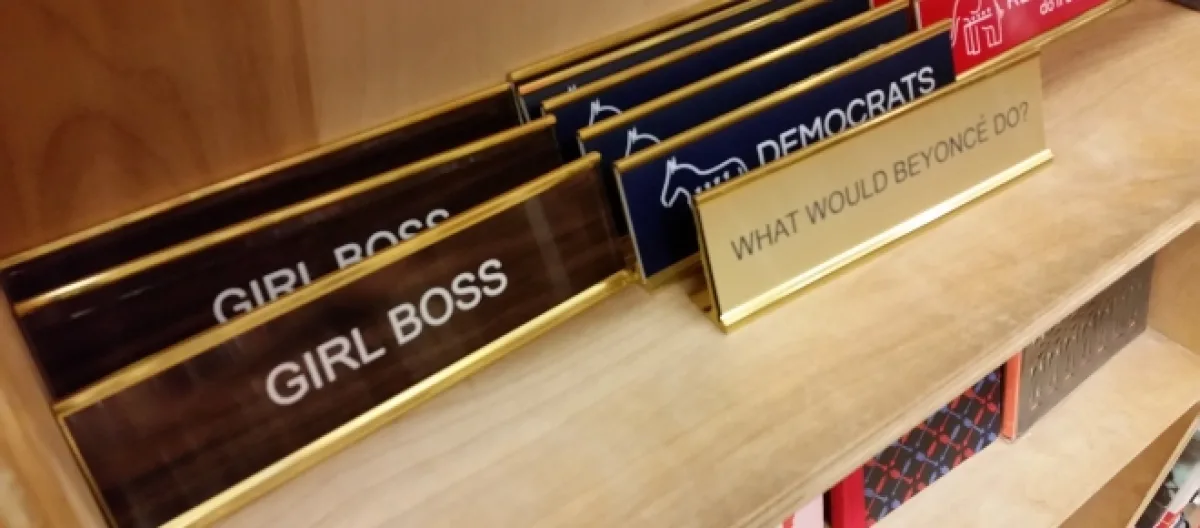 GIRL BOSS
GIRL BOSS
DEMOCRATS
WHAT WOULD BEYONCÉ DO?